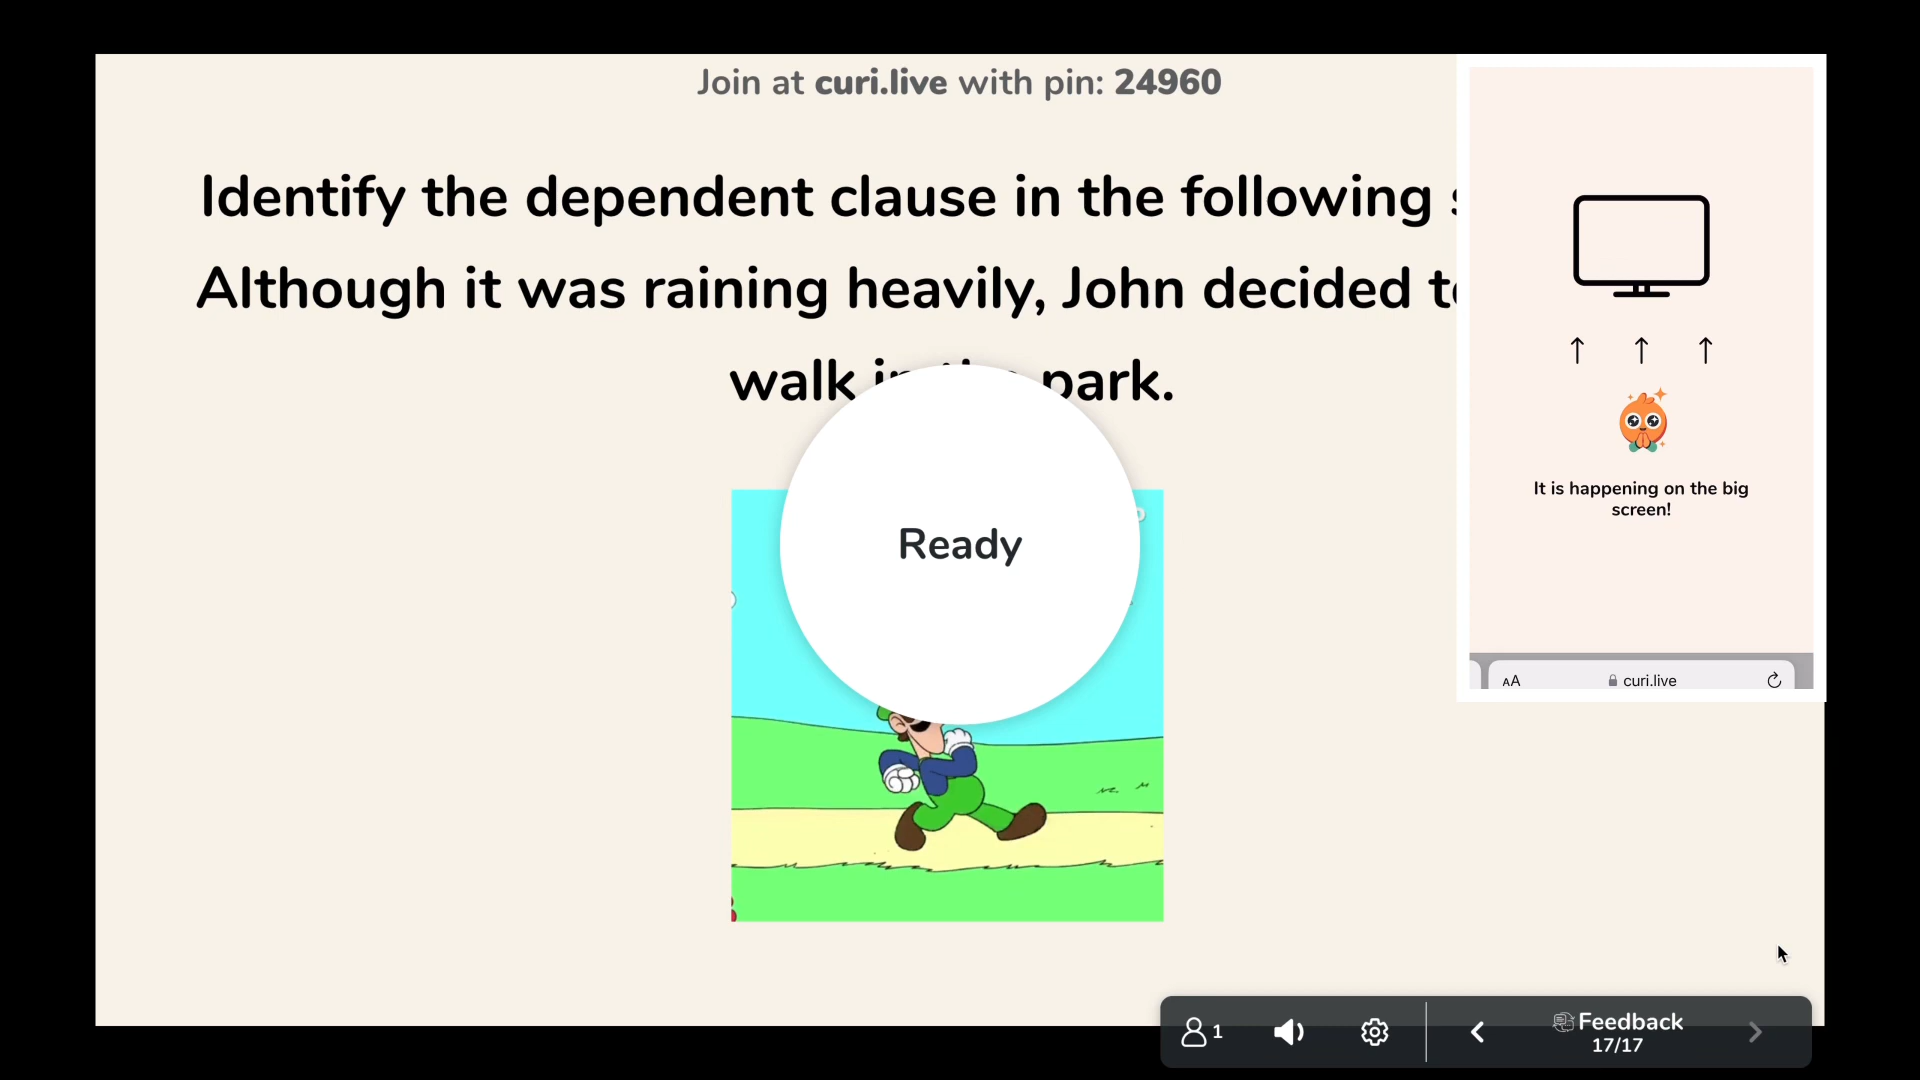 Join at curi.live with pin: 24960
Identify the dependent clause in the following
Although it was raining heavily, John decided
walk park.
Ready
It is happening on the big
screen!
AA curi.live
1
Feedback
17/17